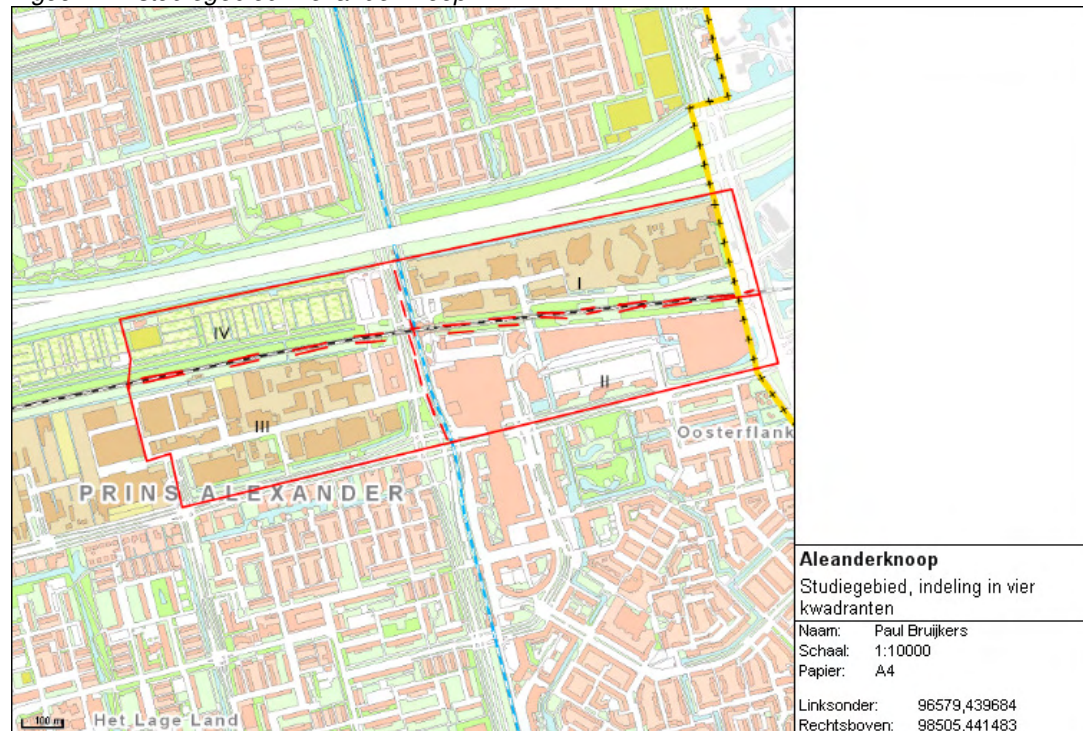 I
IV
II
III
Oosterflank
PRINS ALEXANDER
Het Lage Land
100 m
Aleanderknoop
Studiegebied, indeling in vier
kwadranten
Naam: Paul Bruijkers
Schaal: 1:10000
Papier: A4
Linksonder: 96579,439684
Rechtsboven: 98505,441483